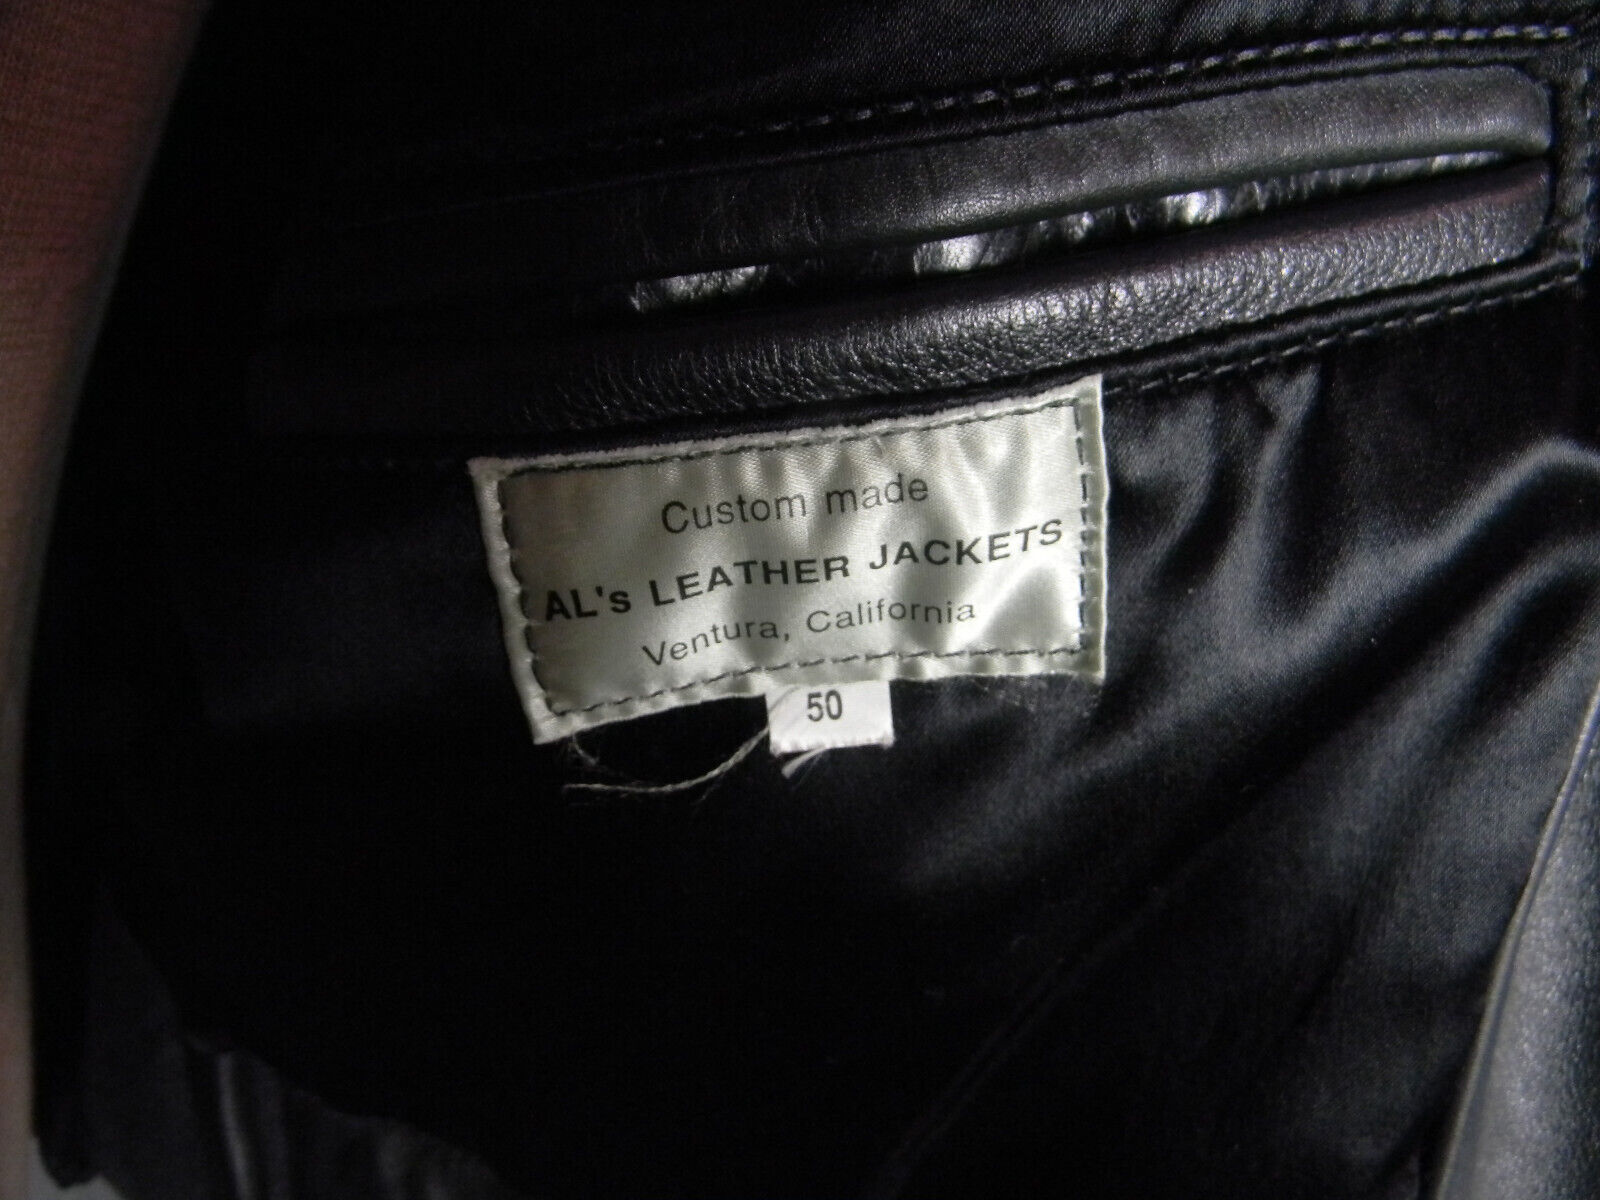 Custom made
AL's LEATHER JACKETS
Ventura, California
50